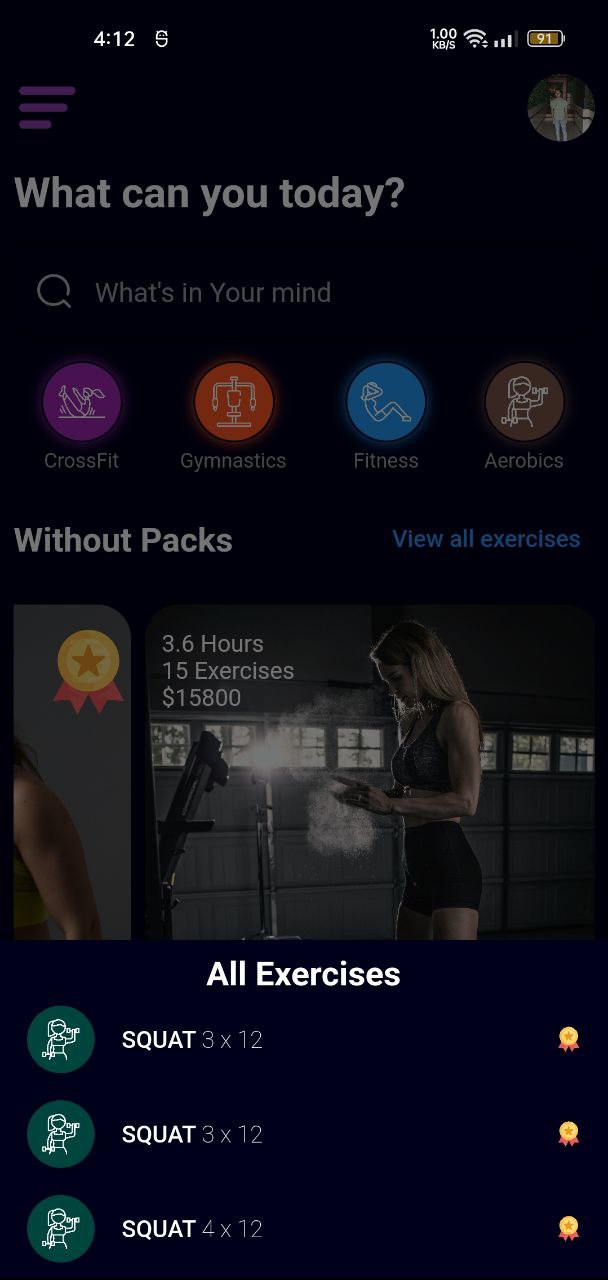 4:12
1.00
KB/S
91
What can you today?
What's in Your mind
CrossFit Gymnastics Fitness Aerobics
Without Packs View all exercises
3.6 Hours
15 Exercises
$15800
All Exercises
SQUAT 3 x 12
SQUAT 3 x 12
SQUAT 4 x 12